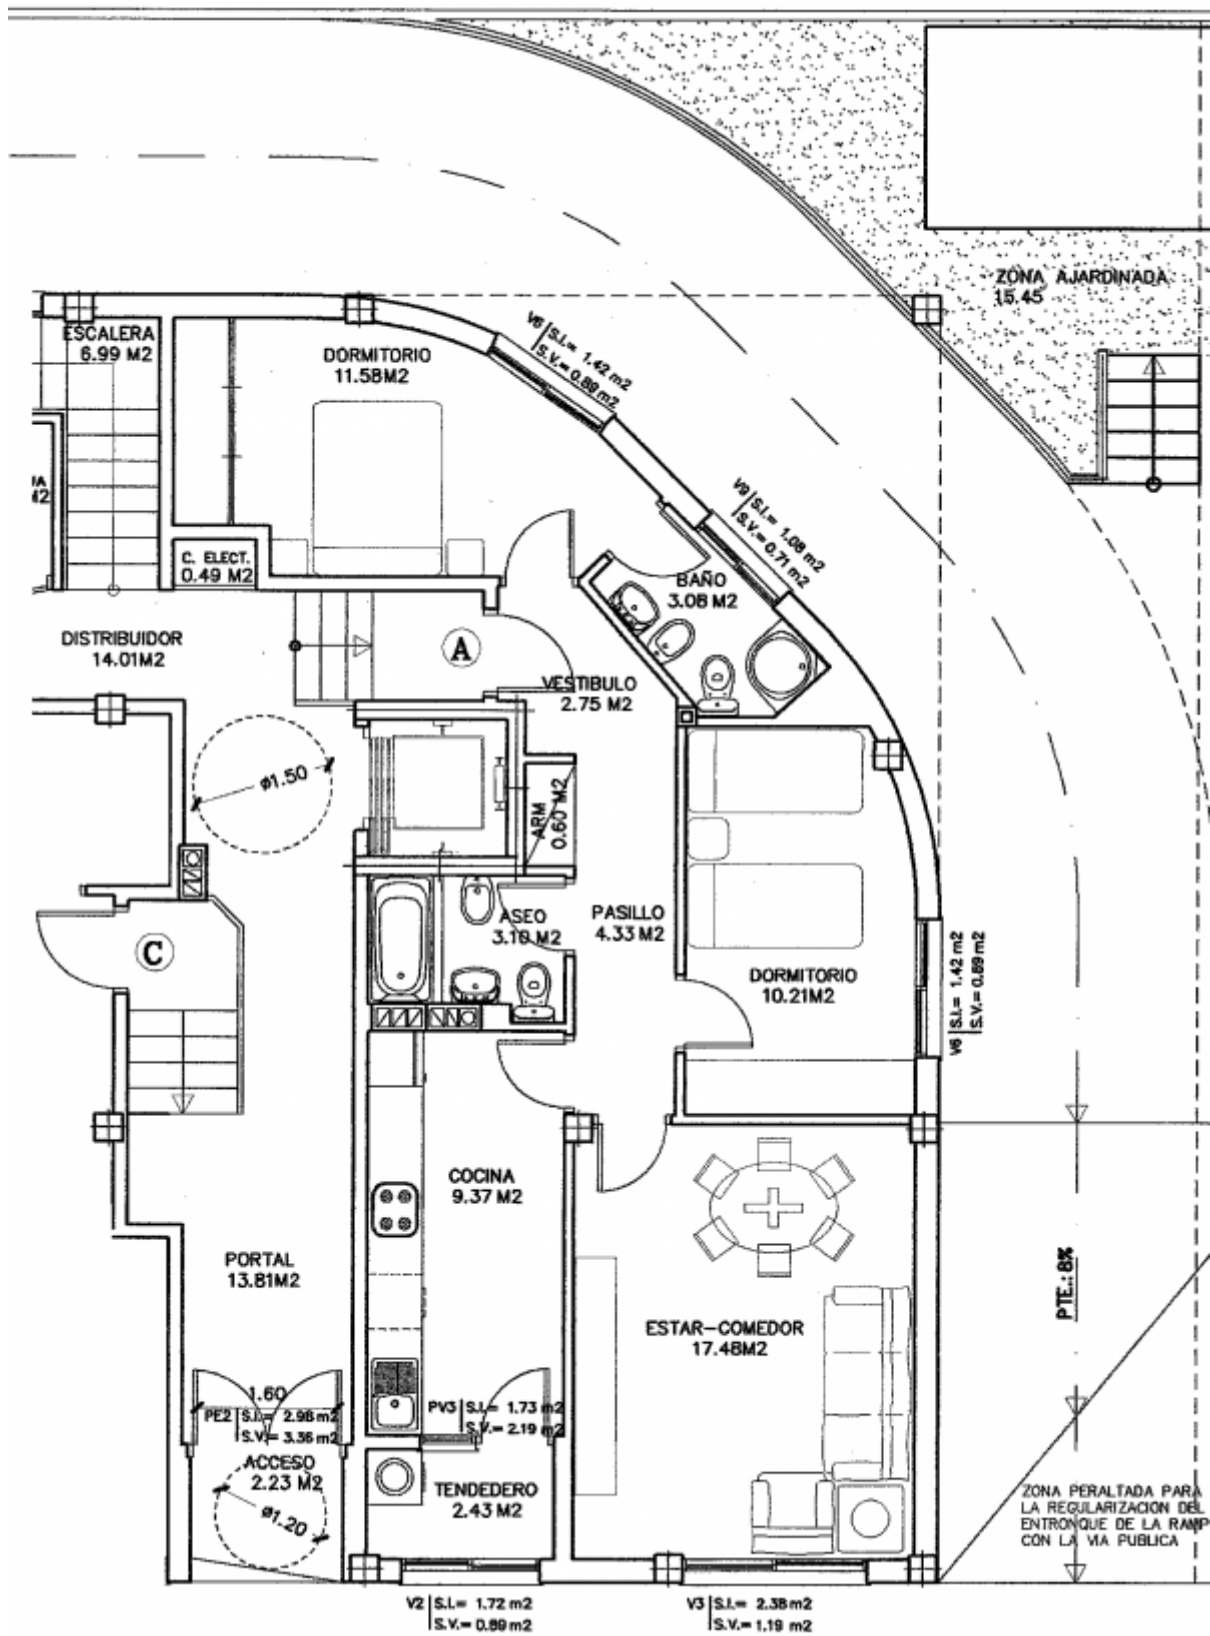 ZONA AJARDINADA
15.45
ESCALERA
6.99 M2
DORMITORIO
11.58M2
V6 S.I.= 1.42 m2
S.V.= 0.89 m2
V9 S.I.= 1.08 m2
S.V.= 0.71 m2
C. ELECT.
0.49 M2
BAÑO
3.08 M2
DISTRIBUIDOR
14.01M2
A
VESTIBULO
2.75 M2
ø1.50
ARM
0.60 M2
C
ASEO
3.10 M2
PASILLO
4.33 M2
DORMITORIO
10.21M2
V6 S.I.= 1.42 m2
S.V.= 0.89 m2
COCINA
9.37 M2
PORTAL
13.81M2
ESTAR-COMEDOR
17.48M2
PTE.: 8%
1.60
PE2 S.I.= 2.98 m2
S.V.= 3.36 m2
PV3 S.I.= 1.73 m2
S.V.= 2.19 m2
ACCESO
2.23 M2
ø1.20
TENDEDERO
2.43 M2
ZONA PERALTADA PARA
LA REGULARIZACION DEL
ENTRONQUE DE LA RAMP
CON LA VIA PUBLICA
V2 S.I.= 1.72 m2
S.V.= 0.89 m2
V3 S.I.= 2.38 m2
S.V.= 1.19 m2